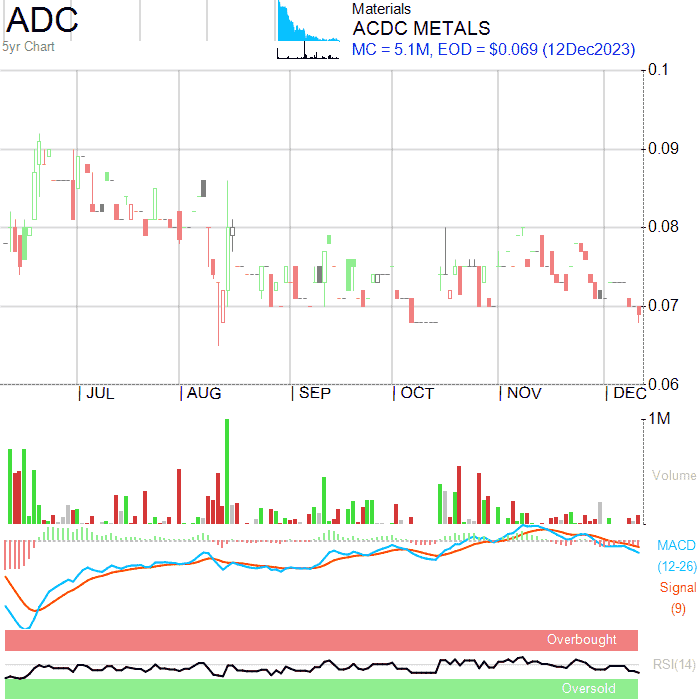 ADC
5yr Chart
Materials
ACDC METALS
MC = 5.1M, EOD = $0.069 (12Dec2023)
0.1
0.09
0.08
0.07
0.06
| JUL | AUG | SEP | OCT | NOV | DEC
1M
Volume
MACD
(12-26)
Signal
(9)
Overbought
RSI(14)
Oversold